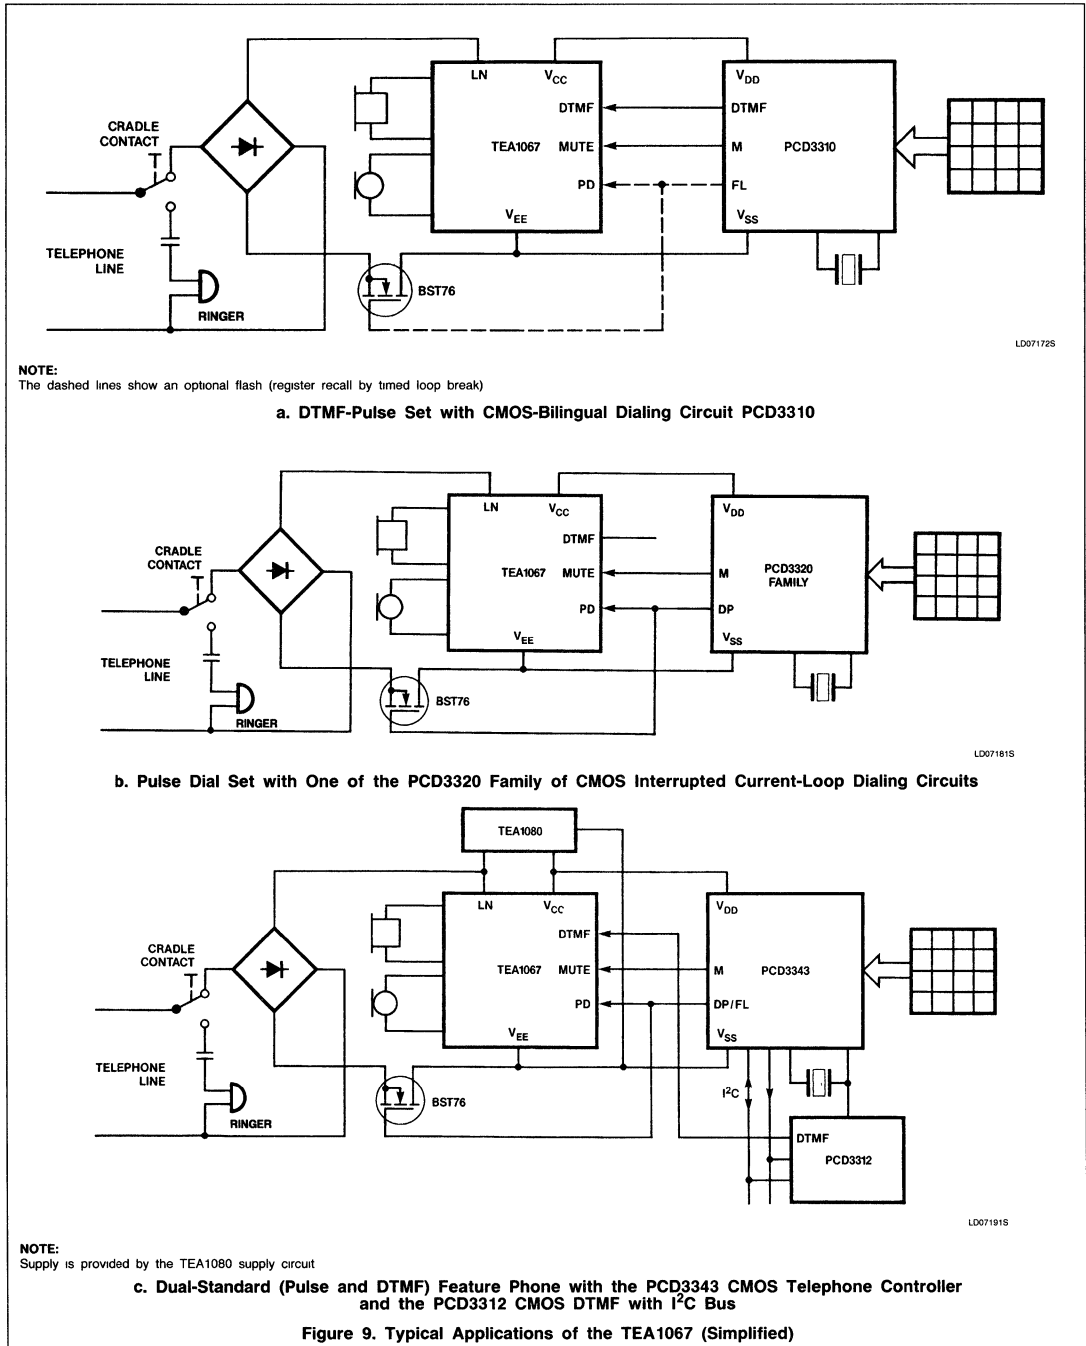 LN
VCC
VDD
DTMF
DTMF
CRADLE
CONTACT
TEA1067
MUTE
M
PCD3310
PD
FL
VEE
VSS
TELEPHONE
LINE
BST76
RINGER
LD07172S
NOTE:
The dashed lines show an optional flash (register recall by timed loop break)
a. DTMF-Pulse Set with CMOS-Bilingual Dialing Circuit PCD3310
LN
VCC
VDD
DTMF
CRADLE
CONTACT
TEA1067
MUTE
M
PCD3320
FAMILY
PD
DP
VEE
VSS
TELEPHONE
LINE
BST76
RINGER
LD07181S
b. Pulse Dial Set with One of the PCD3320 Family of CMOS Interrupted Current-Loop Dialing Circuits
TEA1080
LN
VCC
VDD
DTMF
CRADLE
CONTACT
TEA1067
MUTE
M
PCD3343
PD
DP/FL
VEE
VSS
TELEPHONE
LINE
I²C
BST76
RINGER
DTMF
PCD3312
LD07191S
NOTE:
Supply is provided by the TEA1080 supply circuit
c. Dual-Standard (Pulse and DTMF) Feature Phone with the PCD3343 CMOS Telephone Controller
and the PCD3312 CMOS DTMF with I²C Bus
Figure 9. Typical Applications of the TEA1067 (Simplified)